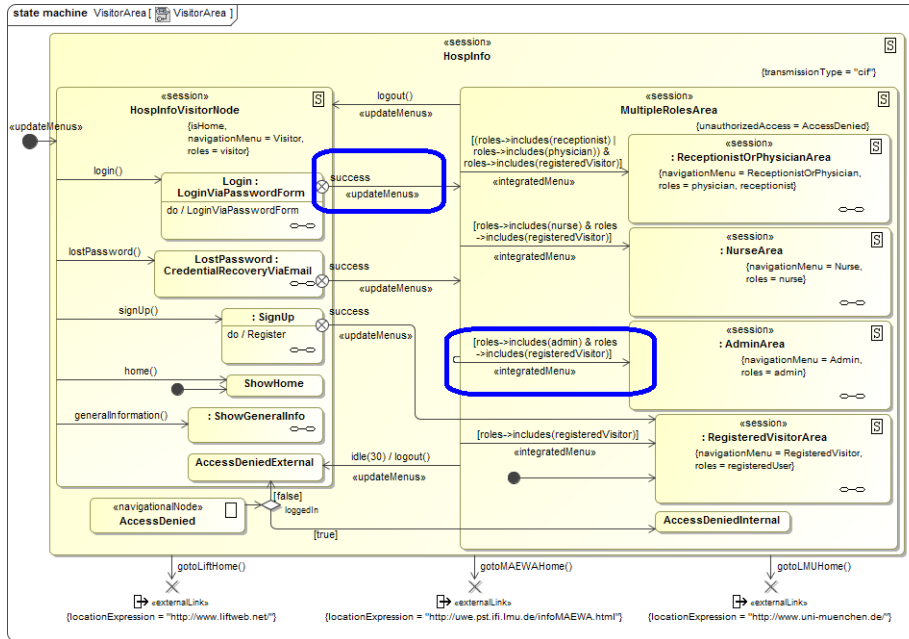 state machine VisitorArea [ VisitorArea ]
«session»
HospInfo
{transmissionType = "cif"}
S
«updateMenus»
«session»
HospInfoVisitorNode
S
{isHome,
navigationMenu = Visitor,
roles = visitor}
logout()
«updateMenus»
«session»
MultipleRolesArea
S
{unauthorizedAccess = AccessDenied}
login()
Login :
LoginViaPasswordForm
do / LoginViaPasswordForm
success
«updateMenus»
[(roles->includes(receptionist) |
roles->includes(physician)) &
roles->includes(registeredVisitor)]
«integratedMenu»
«session»
: ReceptionistOrPhysicianArea
S
{navigationMenu = ReceptionistOrPhysician,
roles = physician, receptionist}
lostPassword()
LostPassword :
CredentialRecoveryViaEmail
success
«updateMenus»
[roles->includes(nurse) & roles
->includes(registeredVisitor)]
«integratedMenu»
«session»
: NurseArea
S
{navigationMenu = Nurse,
roles = nurse}
signUp()
: SignUp
do / Register
success
«updateMenus»
[roles->includes(admin) & roles
->includes(registeredVisitor)]
«integratedMenu»
«session»
: AdminArea
S
{navigationMenu = Admin,
roles = admin}
home()
ShowHome
generalInformation()
: ShowGeneralInfo
[roles->includes(registeredVisitor)]
«integratedMenu»
«session»
: RegisteredVisitorArea
S
{navigationMenu = RegisteredVisitor,
roles = registeredUser}
AccessDeniedExternal
idle(30) / logout()
«updateMenus»
«navigationalNode»
AccessDenied
[false]
loggedIn
[true]
AccessDeniedInternal
gotoLiftHome()
gotoMAEWAHome()
gotoLMUHome()
«externalLink»
«externalLink»
«externalLink»
{locationExpression = "http://www.liftweb.net/"}
{locationExpression = "http://uwe.pst.ifi.lmu.de/infoMAEWA.html"}
{locationExpression = "http://www.uni-muenchen.de/"}